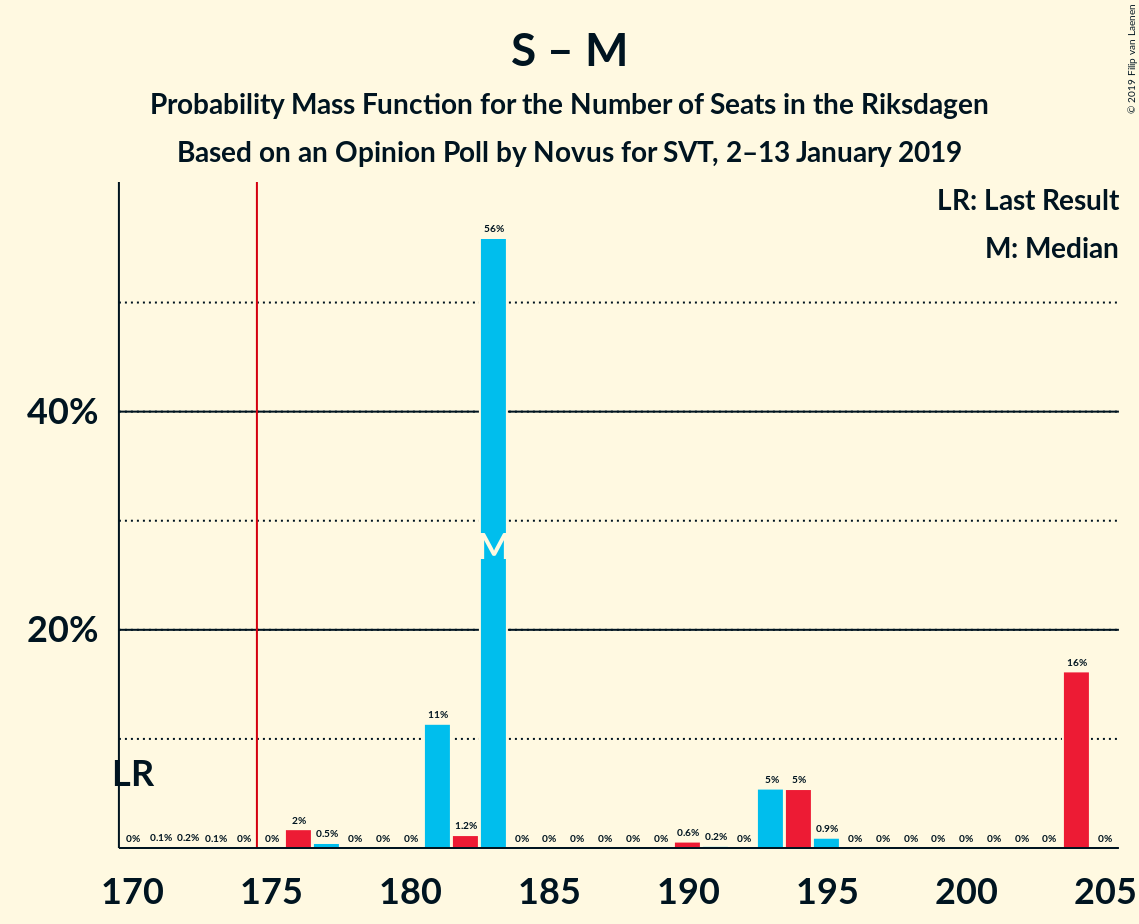 S – M
Probability Mass Function for the Number of Seats in the Riksdagen
Based on an Opinion Poll by Novus for SVT, 2–13 January 2019
© 2019 Filip van Laenen
LR: Last Result
M: Median
40%
20%
LR
M
0% 0.1% 0.2% 0.1% 0% 0% 2% 0.5% 0% 0% 0% 11% 1.2% 56% 0% 0% 0% 0% 0% 0% 0.6% 0.2% 0% 5% 5% 0.9% 0% 0% 0% 0% 0% 0% 0% 0% 16% 0%
170 175 180 185 190 195 200 205